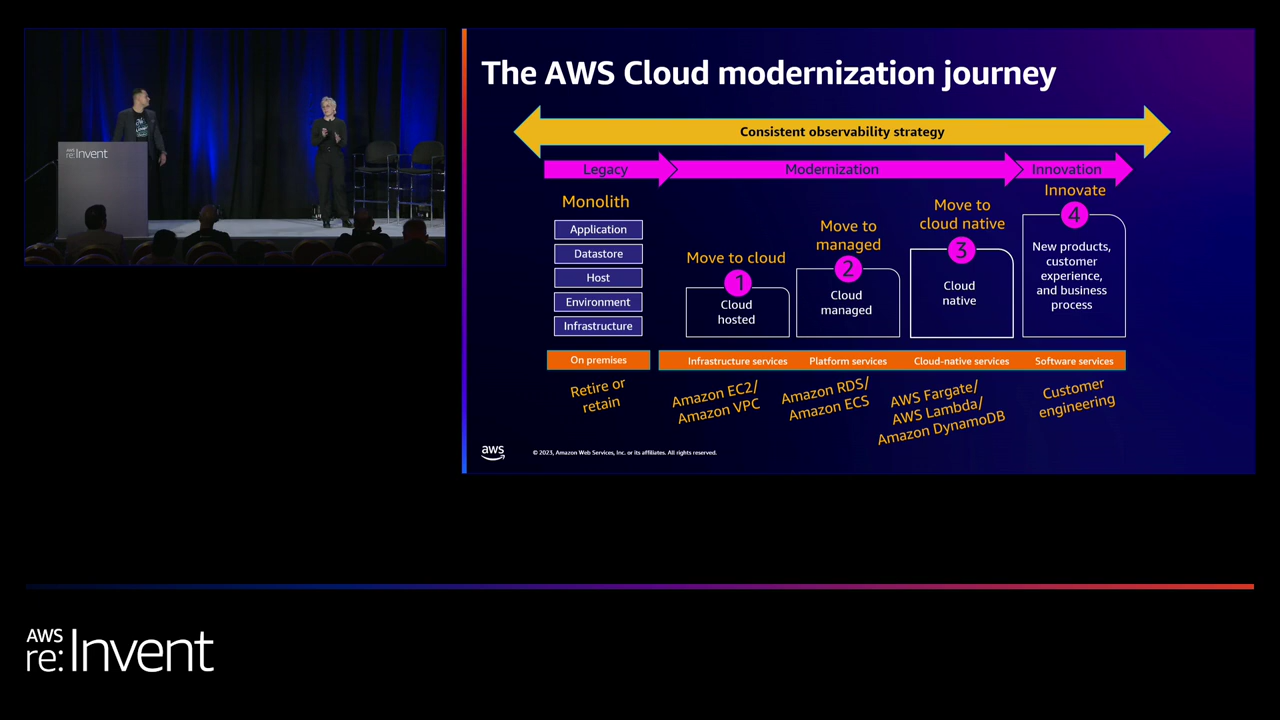 aws
re:Invent
The AWS Cloud modernization journey
Consistent observability strategy
Legacy
Modernization
Innovation
Monolith
Application
Datastore
Host
Environment
Infrastructure
On premises
Retire or
retain
Move to cloud
1
Cloud
hosted
Infrastructure services
Amazon EC2/
Amazon VPC
Move to
managed
2
Cloud
managed
Platform services
Amazon RDS/
Amazon ECS
Move to
cloud native
3
Cloud
native
Cloud-native services
AWS Fargate/
AWS Lambda/
Amazon DynamoDB
Innovate
4
New products,
customer
experience,
and business
process
Software services
Customer
engineering
aws
© 2023, Amazon Web Services, Inc. or its affiliates. All rights reserved.
AWS
re:Invent